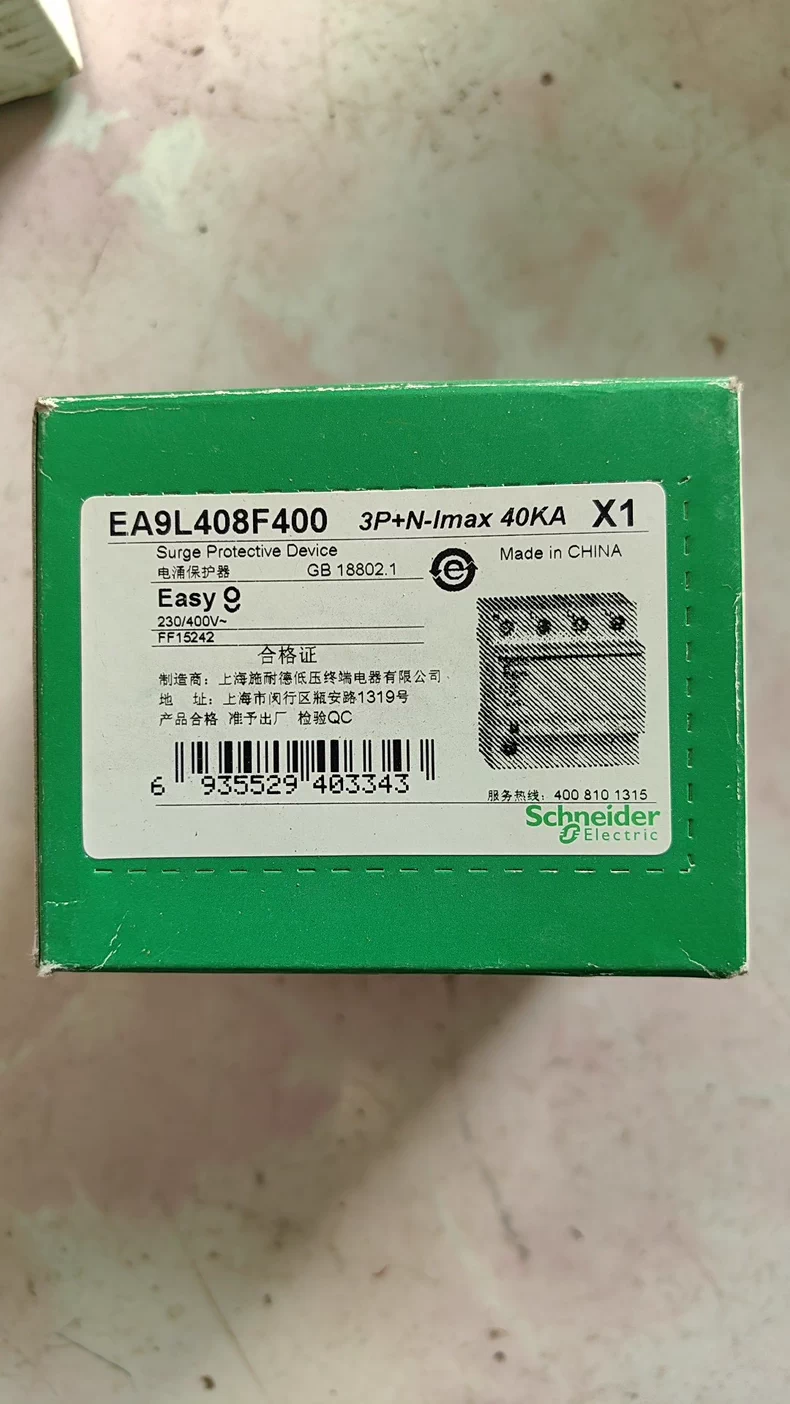 EA9L408F400 3P+N-Imax 40KA X1
Surge Protective Device
Made in CHINA
电涌保护器 GB 18802.1
e
Easy 9
230/400V~
FF15242
合格证
制造商：上海施耐德低压终端电器有限公司
地 址：上海市闵行区瓶安路1319号
产品合格 准予出厂 检验QC
6 935529 403343
服务热线：400 810 1315
Schneider
Electric